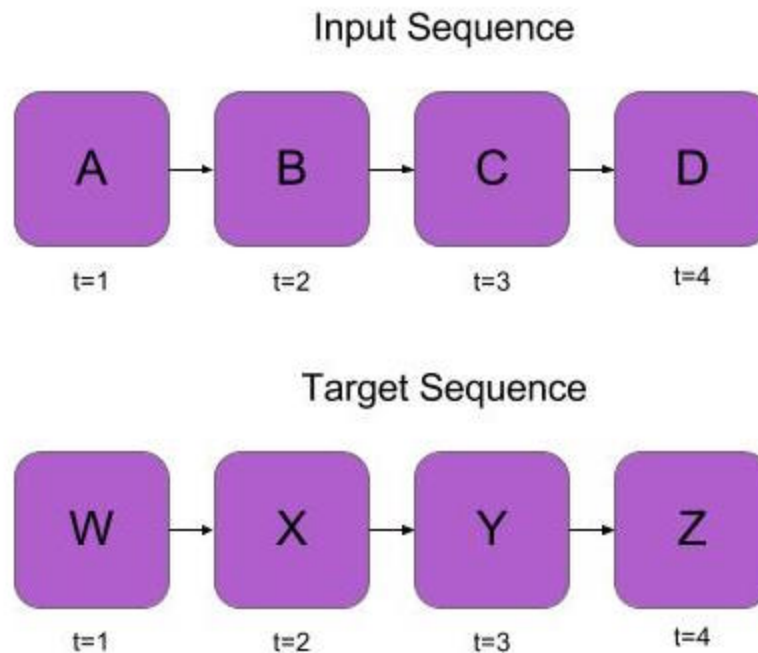 Input Sequence
A B C D
t=1 t=2 t=3 t=4
Target Sequence
W X Y Z
t=1 t=2 t=3 t=4